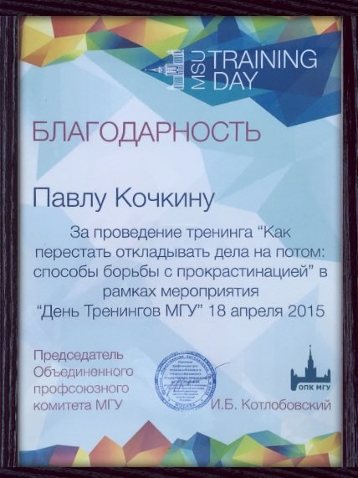 MSU TRAINING
DAY
БЛАГОДАРНОСТЬ
Павлу Кочкину
За проведение тренинга “Как
перестать откладывать дела на потом:
способы борьбы с прокрастинацией” в
рамках мероприятия
“День Тренингов МГУ” 18 апреля 2015
Председатель
Объединенного
профсоюзного
комитета МГУ
ОПК МГУ
И.Б. Котлобовский